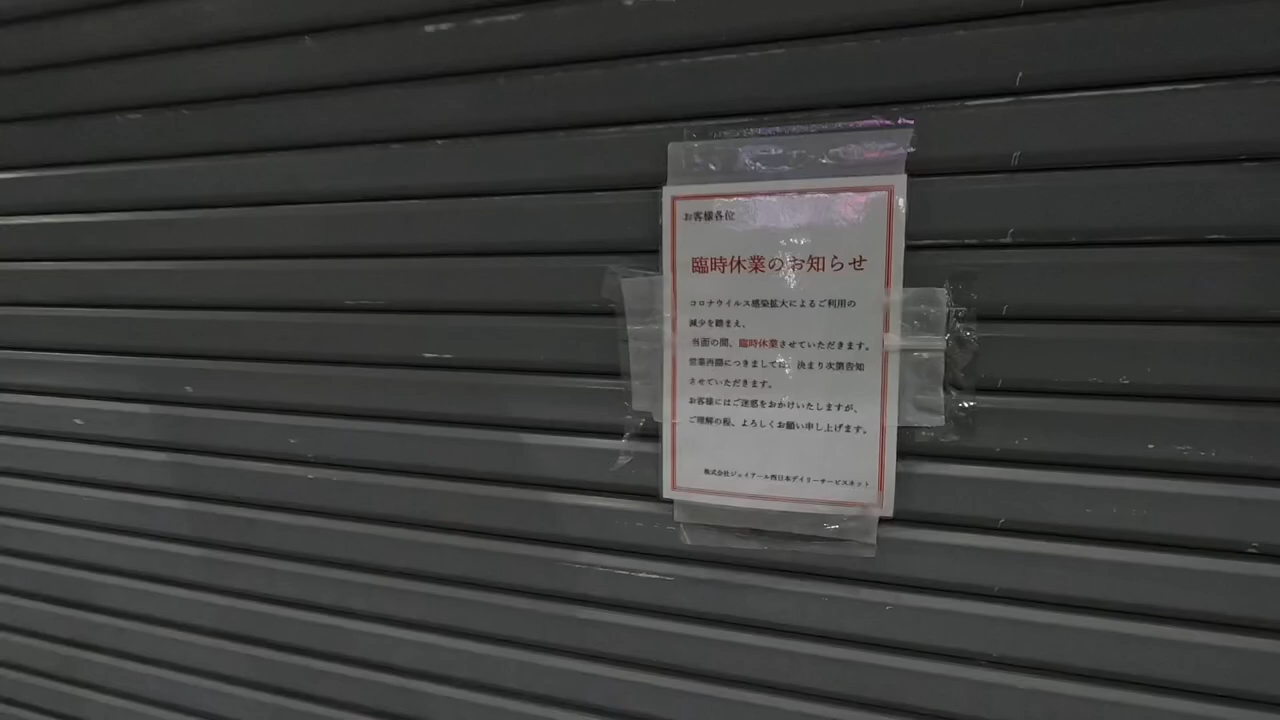 お客様各位
臨時休業のお知らせ
コロナウイルス感染拡大によるご利用の
減少を踏まえ、
当面の間、臨時休業させていただきます。
営業再開につきましては、決まり次第告知
させていただきます。
お客様にはご迷惑をおかけいたしますが、
ご理解の程、よろしくお願い申し上げます。
株式会社ジェイアール西日本デイリーサービスネット